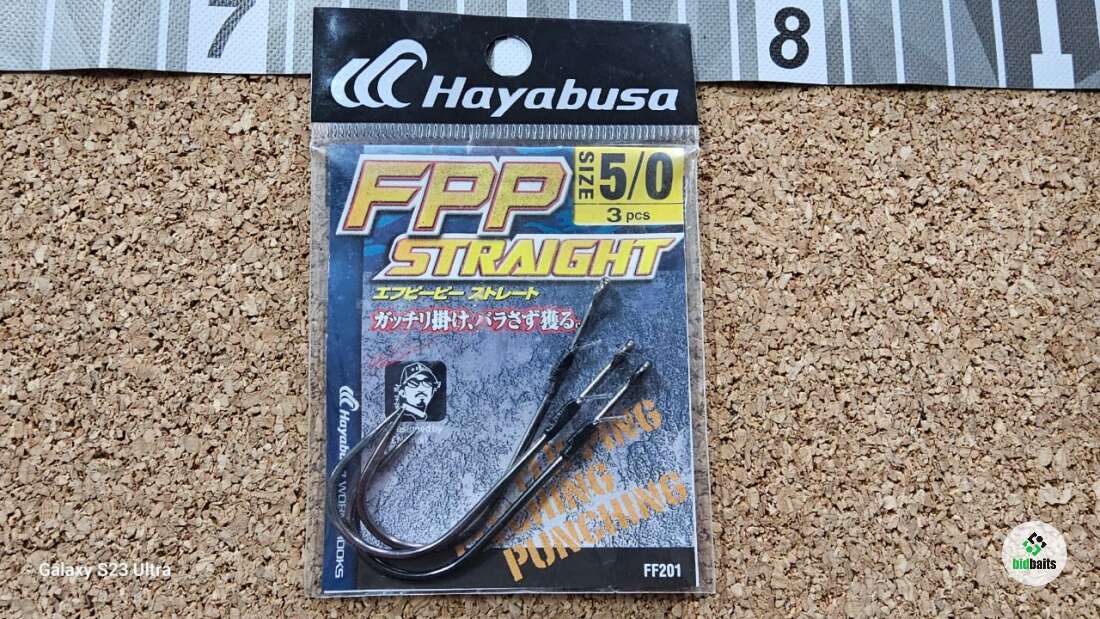 7 8 1
Hayabusa
FPP
SIZE 5/0
3 pcs
STRAIGHT
エフピーピー ストレート
ガッチリ掛け、バラさず獲る。
PUNCHING
FF201
Galaxy S23 Ultra
bidbaits